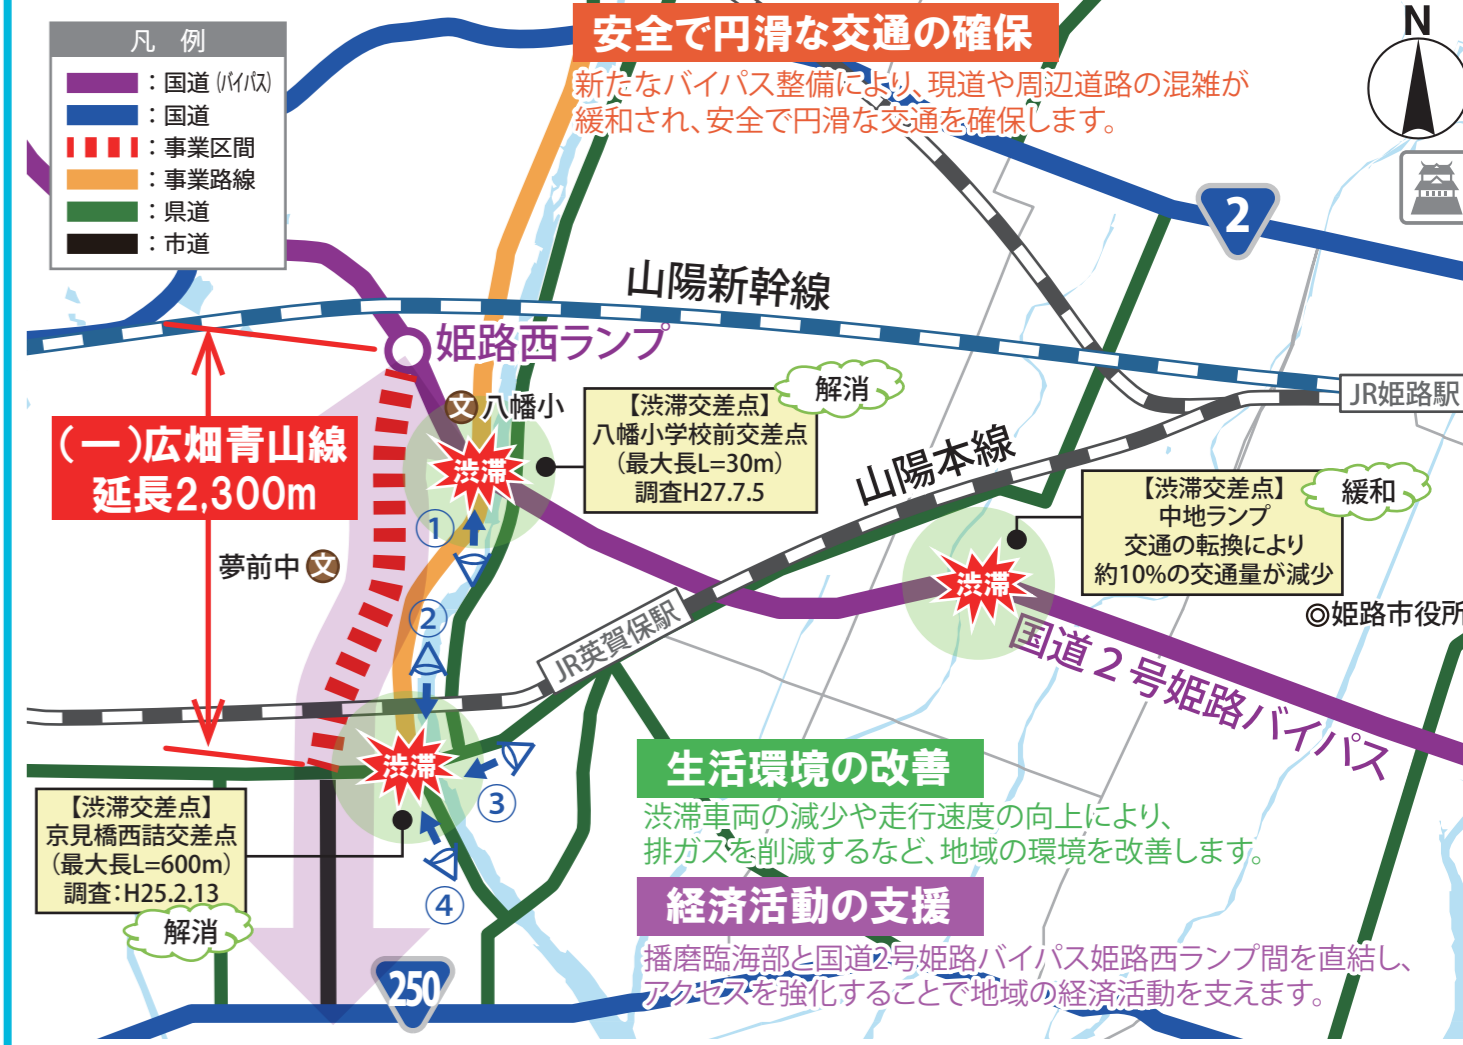 凡 例
：国道(バイパス)
：国道
：事業区間
：事業路線
：県道
：市道
安全で円滑な交通の確保
新たなバイパス整備により、現道や周辺道路の混雑が
緩和され、安全で円滑な交通を確保します。
N
2
山陽新幹線
姫路西ランプ
JR姫路駅
文八幡小
【渋滞交差点】
八幡小学校前交差点
(最大長L=30m)
調査H27.7.5
解消
(一)広畑青山線
延長2,300m
渋滞
山陽本線
【渋滞交差点】
中地ランプ
交通の転換により
約10%の交通量が減少
緩和
①
夢前中文
渋滞
◎姫路市役所
②
JR英賀保駅
国道2号姫路バイパス
渋滞
③
④
【渋滞交差点】
京見橋西詰交差点
(最大長L=600m)
調査：H25.2.13
解消
生活環境の改善
渋滞車両の減少や走行速度の向上により、
排ガスを削減するなど、地域の環境を改善します。
経済活動の支援
播磨臨海部と国道2号姫路バイパス姫路西ランプ間を直結し、
アクセスを強化することで地域の経済活動を支えます。
250